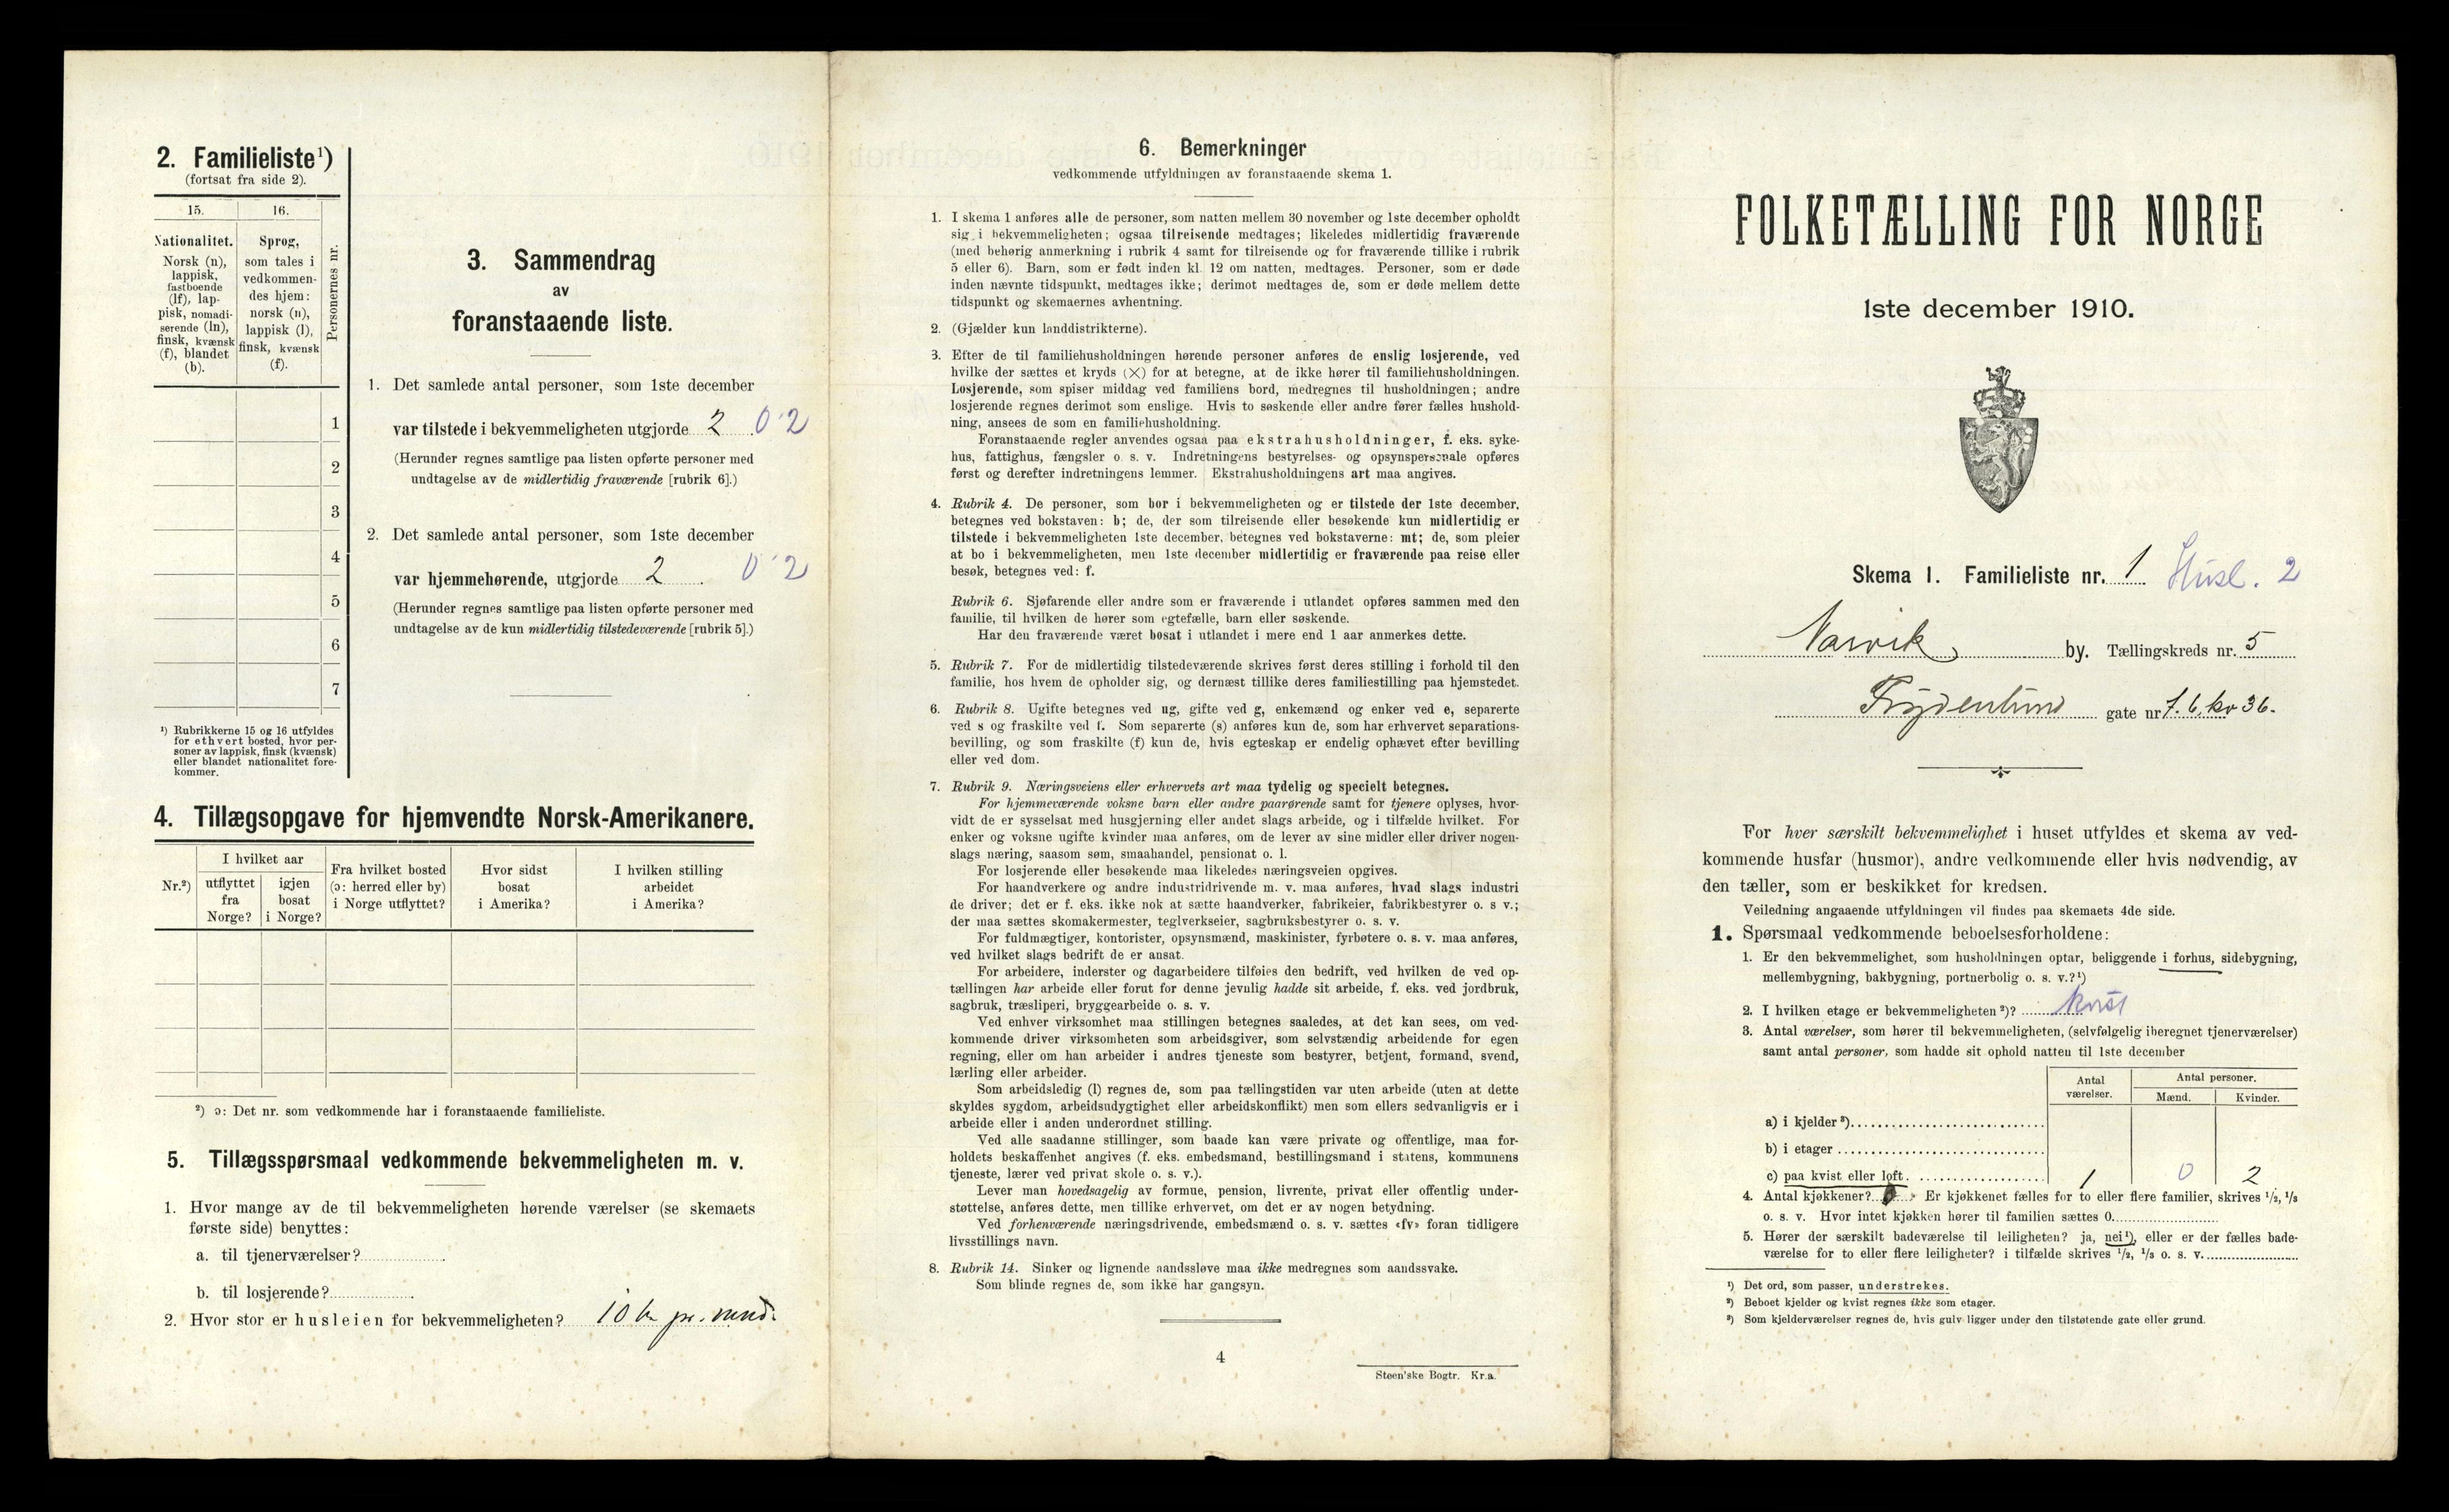 2. Familieliste¹)
(fortsat fra side 2).
15.
16.
Nationalitet.
Norsk (n),
lappisk,
fastboende
(lf), lap-
pisk, nomadi-
serende (ln),
finsk, kvænsk
(f), blandet
(b).
Sprog,
som tales i
vedkommen-
des hjem:
norsk (n),
lappisk (l),
finsk, kvænsk
(f).
Personernes nr.
1
2
3
4
5
6
7
¹) Rubrikkerne 15 og 16 utfyldes
for ethvert bosted, hvor per-
soner av lappisk, finsk (kvænsk)
eller blandet nationalitet fore-
kommer.
3. Sammendrag
av
foranstaaende liste.
1. Det samlede antal personer, som 1ste december
var tilstede i bekvemmeligheten utgjorde 2 0·2
(Herunder regnes samtlige paa listen opførte personer med
undtagelse av de midlertidig fraværende [rubrik 6].)
2. Det samlede antal personer, som 1ste december
var hjemmehørende, utgjorde 2. 0·2
(Herunder regnes samtlige paa listen opførte personer med
undtagelse av de kun midlertidig tilstedeværende [rubrik 5].)
4. Tillægsopgave for hjemvendte Norsk-Amerikanere.
Nr.²)
I hvilket aar
utflyttet
fra
Norge?
igjen
bosat
i Norge?
Fra hvilket bosted
(ɔ: herred eller by)
i Norge utflyttet?
Hvor sidst
bosat
i Amerika?
I hvilken stilling
arbeidet
i Amerika?
²) ɔ: Det nr. som vedkommende har i foranstaaende familieliste.
5. Tillægsspørsmaal vedkommende bekvemmeligheten m. v.
1. Hvor mange av de til bekvemmeligheten hørende værelser (se skemaets
første side) benyttes:
a. til tjenerværelser?
b. til losjerende?
2. Hvor stor er husleien for bekvemmeligheten? 10 kr pr. mnd.
6. Bemerkninger
vedkommende utfyldningen av foranstaaende skema 1.
1. I skema 1 anføres alle de personer, som natten mellem 30 november og 1ste december opholdt
sig i bekvemmeligheten; ogsaa tilreisende medtages; likeledes midlertidig fraværende
(med behørig anmerkning i rubrik 4 samt for tilreisende og for fraværende tillike i rubrik
5 eller 6). Barn, som er født inden kl. 12 om natten, medtages. Personer, som er døde
inden nævnte tidspunkt, medtages ikke; derimot medtages de, som er døde mellem dette
tidspunkt og skemaernes avhentning.
2. (Gjælder kun landdistrikterne).
3. Efter de til familiehusholdningen hørende personer anføres de enslig losjerende, ved
hvilke der sættes et kryds (×) for at betegne, at de ikke hører til familiehusholdningen.
Losjerende, som spiser middag ved familiens bord, medregnes til husholdningen; andre
losjerende regnes derimot som enslige. Hvis to søskende eller andre fører fælles hushold-
ning, ansees de som en familiehusholdning.
Foranstaaende regler anvendes ogsaa paa ekstrahusholdninger, f. eks. syke-
hus, fattighus, fængsler o. s. v. Indretningens bestyrelses- og opsynspersonale opføres
først og derefter indretningens lemmer. Ekstrahusholdningens art maa angives.
4. Rubrik 4. De personer, som bor i bekvemmeligheten og er tilstede der 1ste december,
betegnes ved bokstaven: b; de, der som tilreisende eller besøkende kun midlertidig er
tilstede i bekvemmeligheten 1ste december, betegnes ved bokstaverne: mt; de, som pleier
at bo i bekvemmeligheten, men 1ste december midlertidig er fraværende paa reise eller
besøk, betegnes ved: f.
Rubrik 6. Sjøfarende eller andre som er fraværende i utlandet opføres sammen med den
familie, til hvilken de hører som egtefælle, barn eller søskende.
Har den fraværende været bosat i utlandet i mere end 1 aar anmerkes dette.
5. Rubrik 7. For de midlertidig tilstedeværende skrives først deres stilling i forhold til den
familie, hos hvem de opholder sig, og dernæst tillike deres familiestilling paa hjemstedet.
6. Rubrik 8. Ugifte betegnes ved ug, gifte ved g, enkemænd og enker ved e, separerte
ved s og fraskilte ved f. Som separerte (s) anføres kun de, som har erhvervet separations-
bevilling, og som fraskilte (f) kun de, hvis egteskap er endelig ophævet efter bevilling
eller ved dom.
7. Rubrik 9. Næringsveiens eller erhvervets art maa tydelig og specielt betegnes.
For hjemmeværende voksne barn eller andre paarørende samt for tjenere oplyses, hvor-
vidt de er sysselsat med husgjerning eller andet slags arbeide, og i tilfælde hvilket. For
enker og voksne ugifte kvinder maa anføres, om de lever av sine midler eller driver nogen-
slags næring, saasom søm, smaahandel, pensionat o. l.
For losjerende eller besøkende maa likeledes næringsveien opgives.
For haandverkere og andre industridrivende m. v. maa anføres, hvad slags industri
de driver; det er f. eks. ikke nok at sætte haandverker, fabrikeier, fabrikbestyrer o. s v.;
der maa sættes skomakermester, teglverkseier, sagbruksbestyrer o. s. v.
For fuldmægtiger, kontorister, opsynsmænd, maskinister, fyrbøtere o. s. v. maa anføres,
ved hvilket slags bedrift de er ansat.
For arbeidere, inderster og dagarbeidere tilføies den bedrift, ved hvilken de ved op-
tællingen har arbeide eller forut for denne jevnlig hadde sit arbeide, f. eks. ved jordbruk,
sagbruk, træsliperi, bryggearbeide o. s. v.
Ved enhver virksomhet maa stillingen betegnes saaledes, at det kan sees, om ved-
kommende driver virksomheten som arbeidsgiver, som selvstændig arbeidende for egen
regning, eller om han arbeider i andres tjeneste som bestyrer, betjent, formand, svend,
lærling eller arbeider.
Som arbeidsledig (l) regnes de, som paa tællingstiden var uten arbeide (uten at dette
skyldes sygdom, arbeidsudygtighet eller arbeidskonflikt) men som ellers sedvanligvis er i
arbeide eller i anden underordnet stilling.
Ved alle saadanne stillinger, som baade kan være private og offentlige, maa for-
holdets beskaffenhet angives (f. eks. embedsmand, bestillingsmand i statens, kommunens
tjeneste, lærer ved privat skole o. s. v.).
Lever man hovedsagelig av formue, pension, livrente, privat eller offentlig under-
støttelse, anføres dette, men tillike erhvervet, om det er av nogen betydning.
Ved forhenværende næringsdrivende, embedsmænd o. s. v. sættes «fv» foran tidligere
livsstillings navn.
8. Rubrik 14. Sinker og lignende aandssløve maa ikke medregnes som aandssvake.
Som blinde regnes de, som ikke har gangsyn.
4
Steen'ske Bogtr. Kr.a.
FOLKETÆLLING FOR NORGE
1ste december 1910.
Skema 1. Familieliste nr. 1 Husl. 2
Narvik by. Tællingskreds nr. 5
Frydenlund gate nr 7. 6. kv 36.
For hver særskilt bekvemmelighet i huset utfyldes et skema av ved-
kommende husfar (husmor), andre vedkommende eller hvis nødvendig, av
den tæller, som er beskikket for kredsen.
Veiledning angaaende utfyldningen vil findes paa skemaets 4de side.
1. Spørsmaal vedkommende beboelsesforholdene:
1. Er den bekvemmelighet, som husholdningen optar, beliggende i forhus, sidebygning,
mellembygning, bakbygning, portnerbolig o. s. v.?¹)
2. I hvilken etage er bekvemmeligheten²)? kvist
3. Antal værelser, som hører til bekvemmeligheten, (selvfølgelig iberegnet tjenerværelser)
samt antal personer, som hadde sit ophold natten til 1ste december
Antal
værelser.
Antal personer.
Mænd.
Kvinder.
a) i kjelder³)
b) i etager
c) paa kvist eller loft. 1 0 2
4. Antal kjøkkener? Er kjøkkenet fælles for to eller flere familier, skrives ¹/₂, ¹/₃
o. s. v. Hvor intet kjøkken hører til familien sættes 0.
5. Hører der særskilt badeværelse til leiligheten? ja, nei¹), eller er der fælles bade-
værelse for to eller flere leiligheter? i tilfælde skrives ¹/₂, ¹/₃ o. s. v.
¹) Det ord, som passer, understrekes.
²) Beboet kjelder og kvist regnes ikke som etager.
³) Som kjelderværelser regnes de, hvis gulv ligger under den tilstøtende gate eller grund.